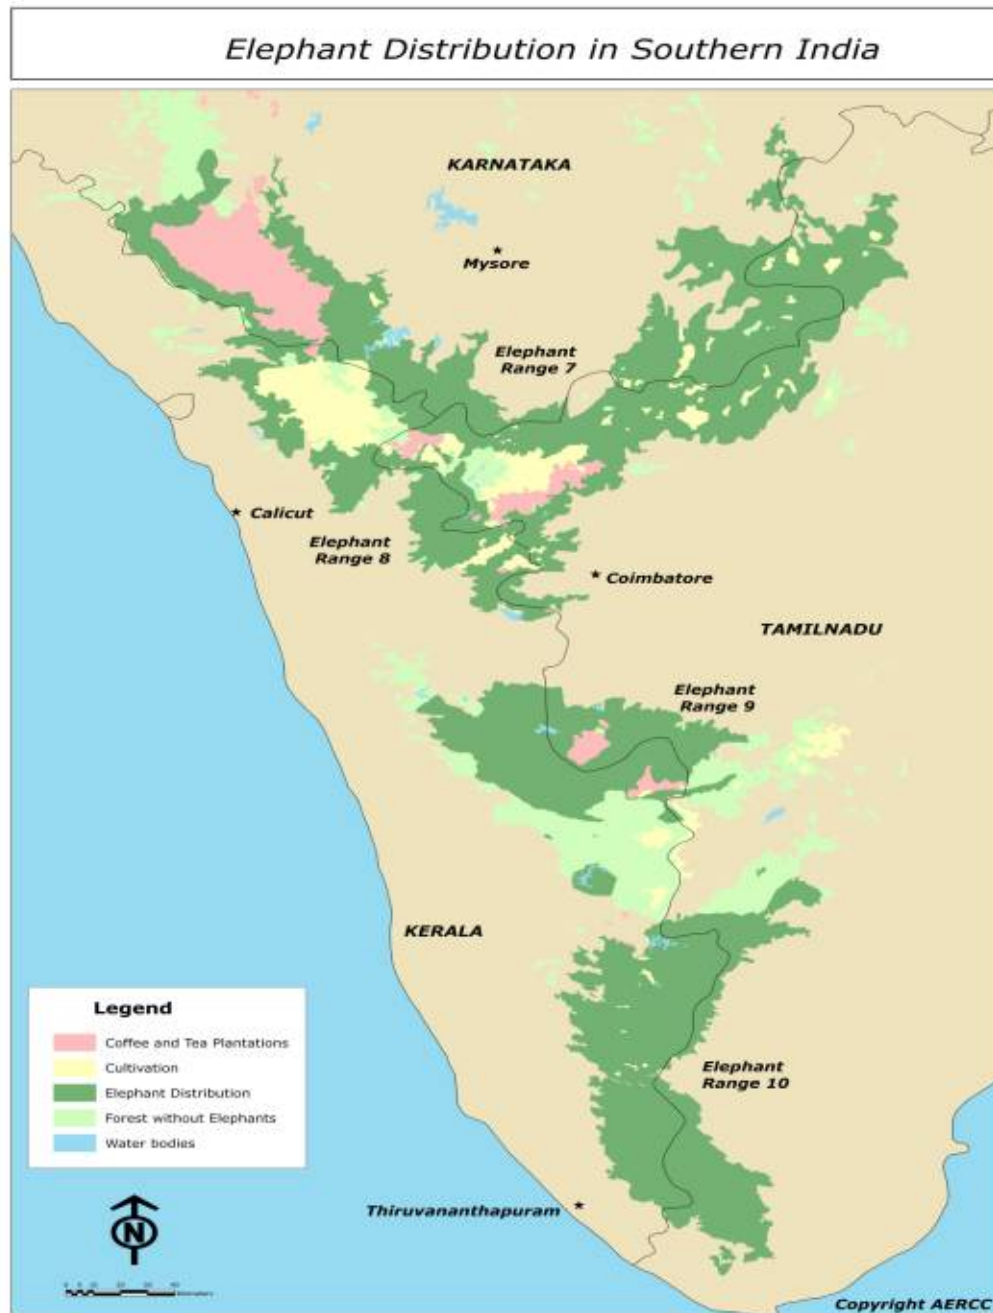 Elephant Distribution in Southern India
KARNATAKA
Mysore
Elephant
Range 7
Calicut
Elephant
Range 8
Coimbatore
TAMILNADU
Elephant
Range 9
KERALA
Legend
Coffee and Tea Plantations
Cultivation
Elephant Distribution
Forest without Elephants
Water bodies
Elephant
Range 10
Thiruvananthapuram
N
Copyright AERCC